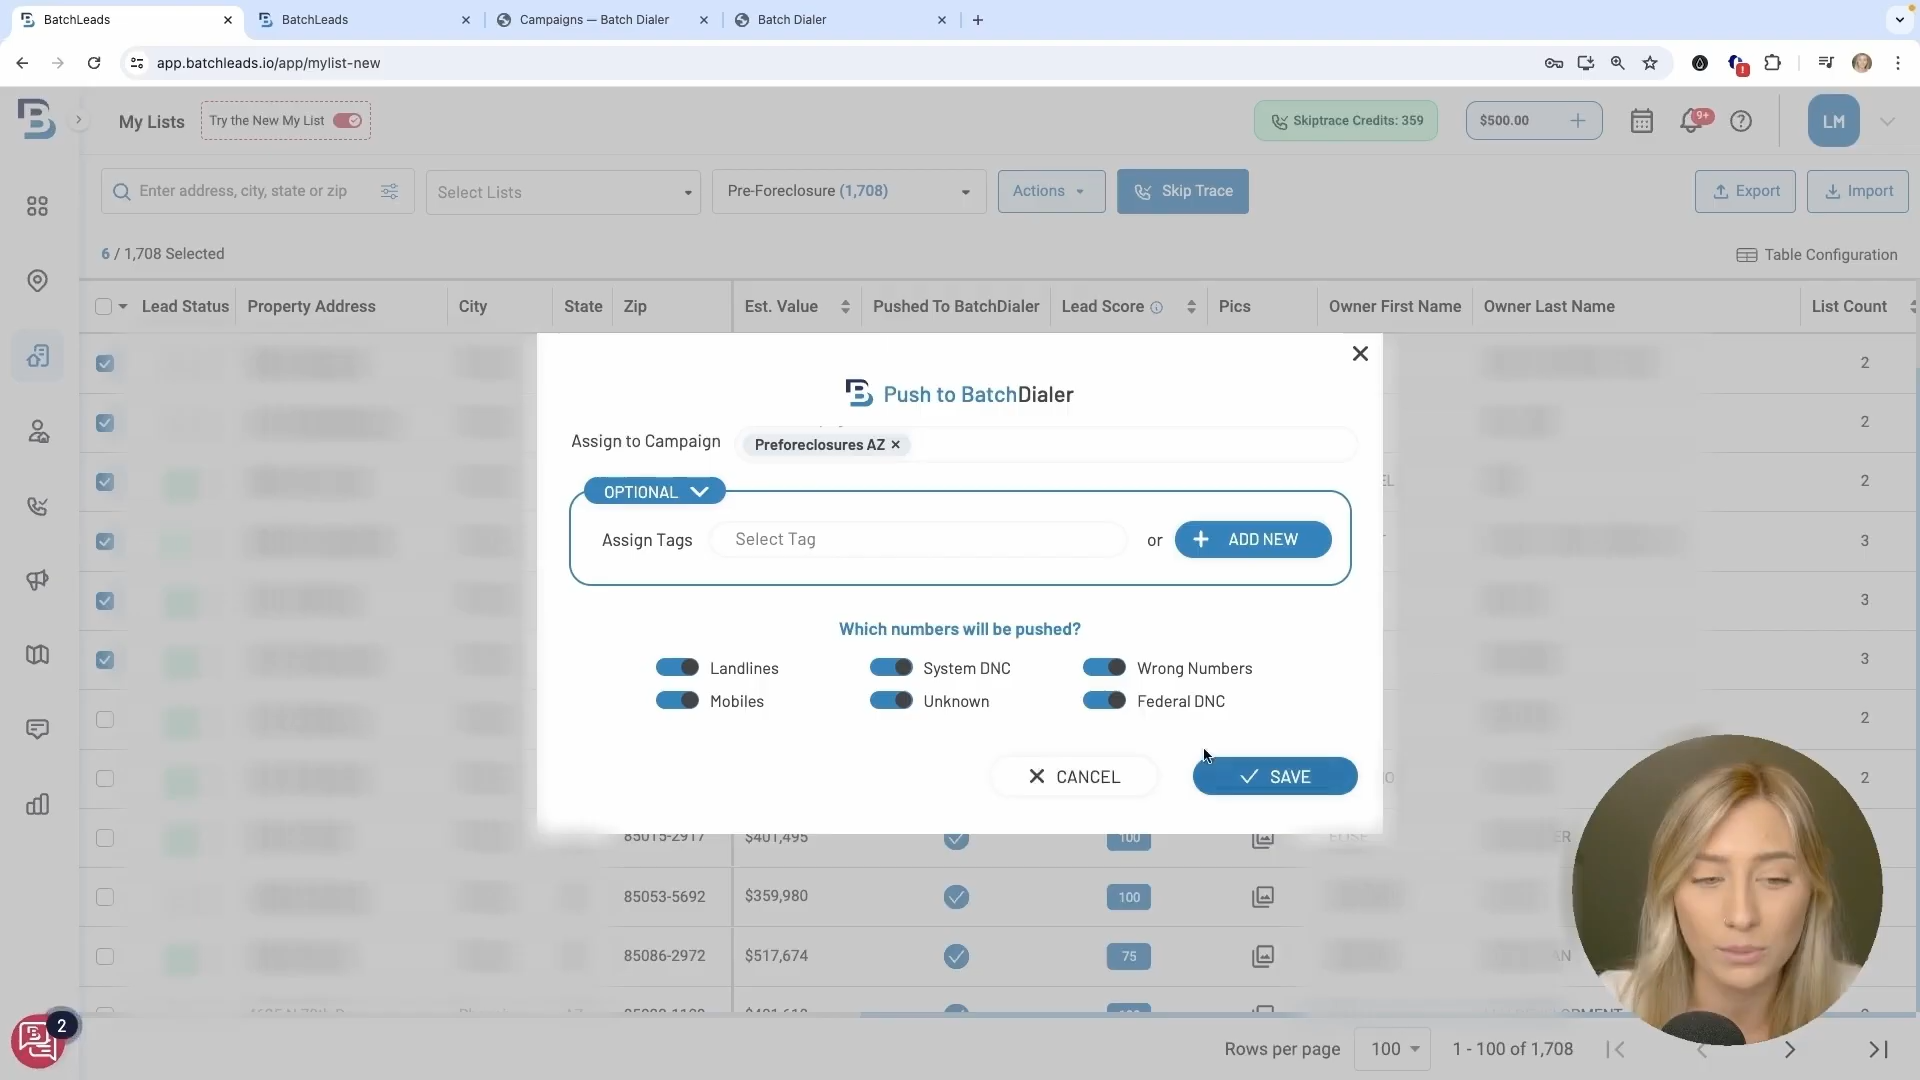 BatchLeads
BatchLeads
Campaigns — Batch Dialer
Batch Dialer
app.batchleads.io/app/mylist-new
My Lists
Try the New My List
Skiptrace Credits: 359
$500.00
9+
LM
Enter address, city, state or zip
Select Lists
Pre-Foreclosure (1,708)
Actions
Skip Trace
Export
Import
6 / 1,708 Selected
Table Configuration
Lead Status
Property Address
City
State
Zip
Est. Value
Pushed To BatchDialer
Lead Score
Pics
Owner First Name
Owner Last Name
List Count
2
2
2
3
3
3
2
2
Push to BatchDialer
Assign to Campaign
Preforeclosures AZ
OPTIONAL
Assign Tags
Select Tag
or
ADD NEW
Which numbers will be pushed?
Landlines
System DNC
Wrong Numbers
Mobiles
Unknown
Federal DNC
CANCEL
SAVE
85015-2917
$401,495
100
85053-5692
$359,980
100
85086-2972
$517,674
75
2
Rows per page
100
1 - 100 of 1,708